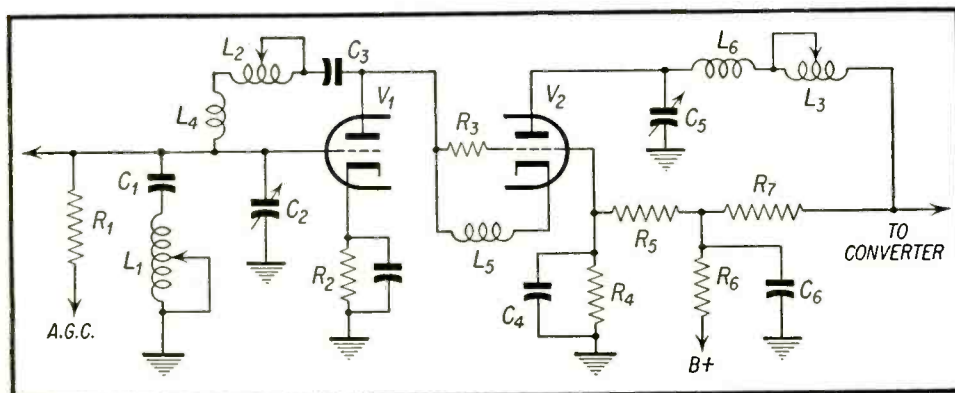 L2
C3
L6
V1
V2
L3
L4
R3
C5
C1
C2
R7
R1
R5
TO
CONVERTER
L1
R2
L5
C4
R4
R6
C6
A.G.C.
B+